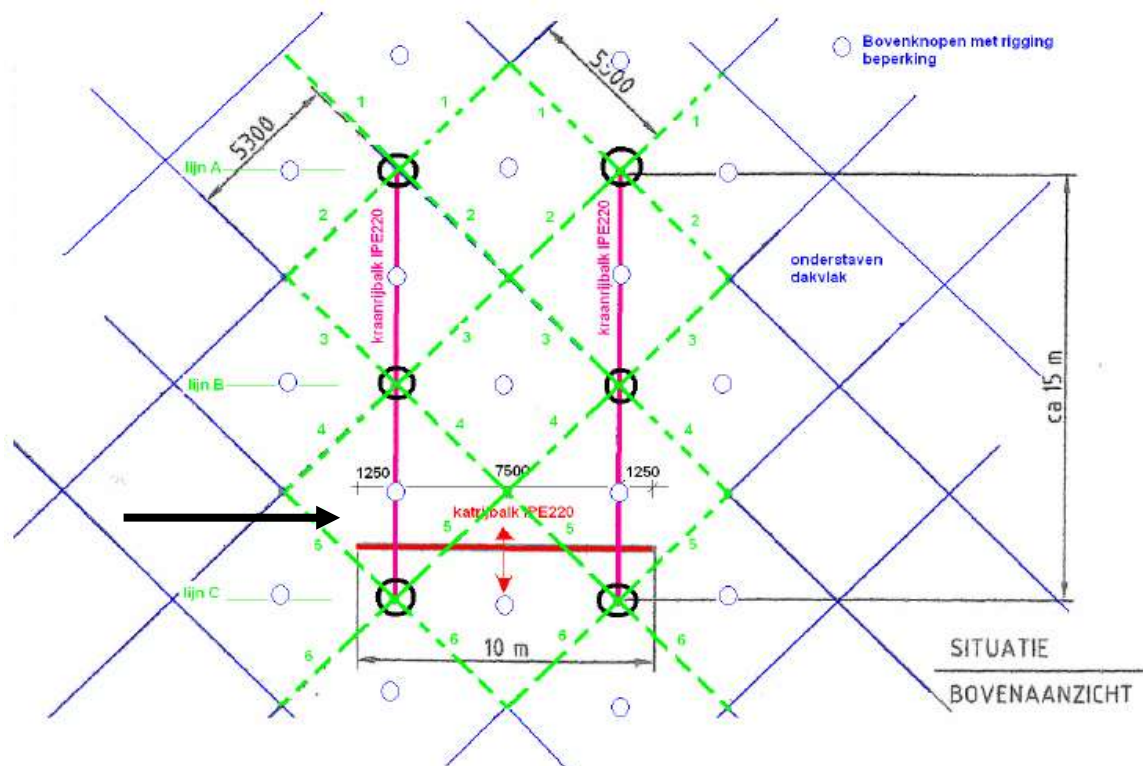 Bovenknopen met rigging
beperking
5300
5300
1
1
1
1
lijn A
2
2
2
2
kraanrijbalk IPE220
kraanrijbalk IPE220
onderstaven
dakvlak
3
3
3
3
lijn B
ca 15 m
4
4
4
4
1250
7500
1250
katrijbalk IPE220
5
5
5
5
lijn C
6
6
6
6
10 m
SITUATIE
BOVENAANZICHT